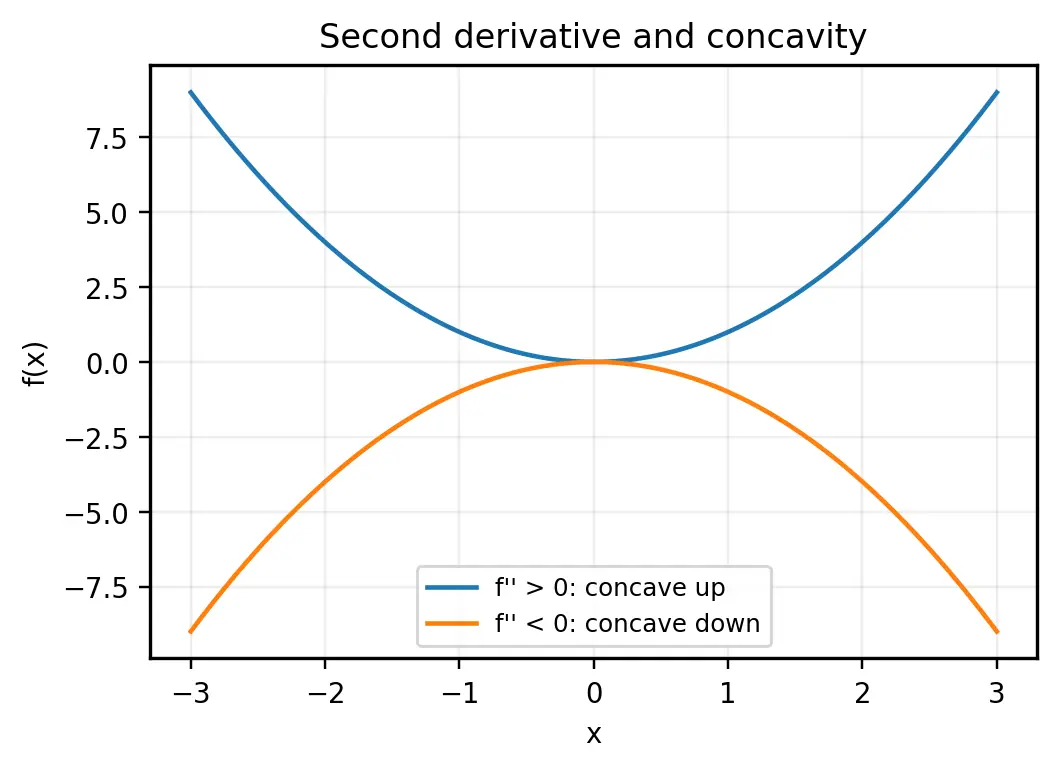 Second derivative and concavity
f(x)
7.5
5.0
2.5
0.0
−2.5
−5.0
−7.5
f'' > 0: concave up
f'' < 0: concave down
−3 −2 −1 0 1 2 3
x